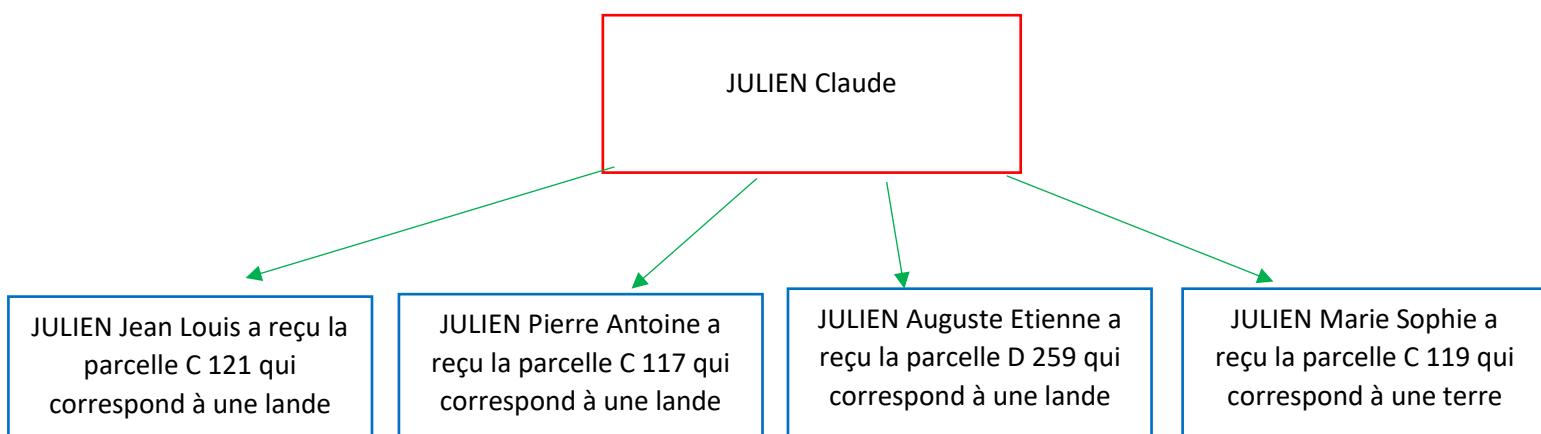 JULIEN Claude
JULIEN Jean Louis a reçu la
parcelle C 121 qui
correspond à une lande
JULIEN Pierre Antoine a
reçu la parcelle C 117 qui
correspond à une lande
JULIEN Auguste Etienne a
reçu la parcelle D 259 qui
correspond à une lande
JULIEN Marie Sophie a
reçu la parcelle C 119 qui
correspond à une terre